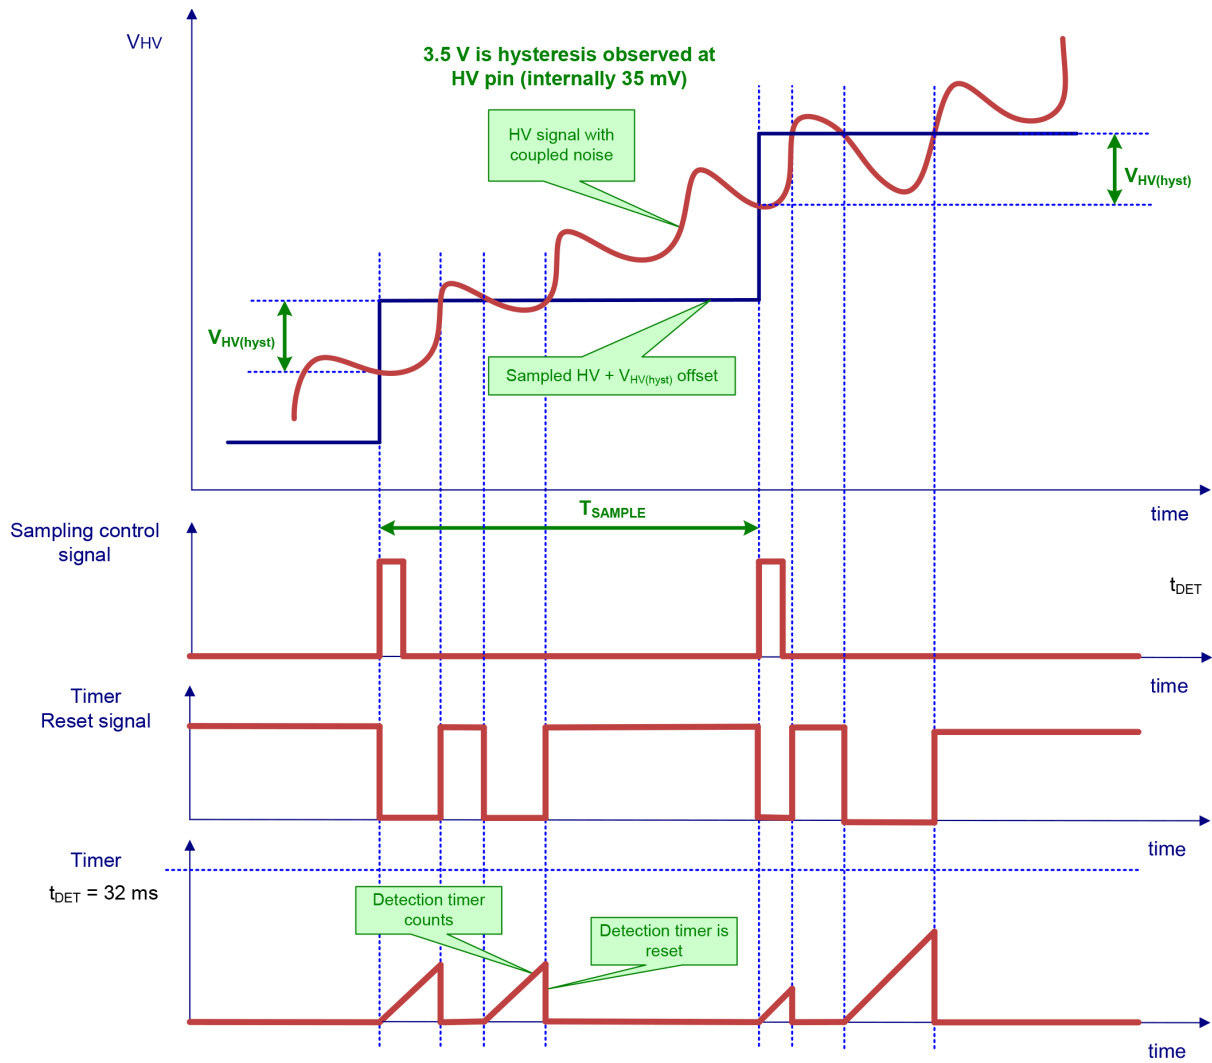 VHV
3.5 V is hysteresis observed at
HV pin (internally 35 mV)
HV signal with
coupled noise
VHV(hyst)
VHV(hyst)
Sampled HV + VHV(hyst) offset
time
TSAMPLE
Sampling control
signal
tDET
time
Timer
Reset signal
time
Timer
tDET = 32 ms
Detection timer
counts
Detection timer is
reset
time